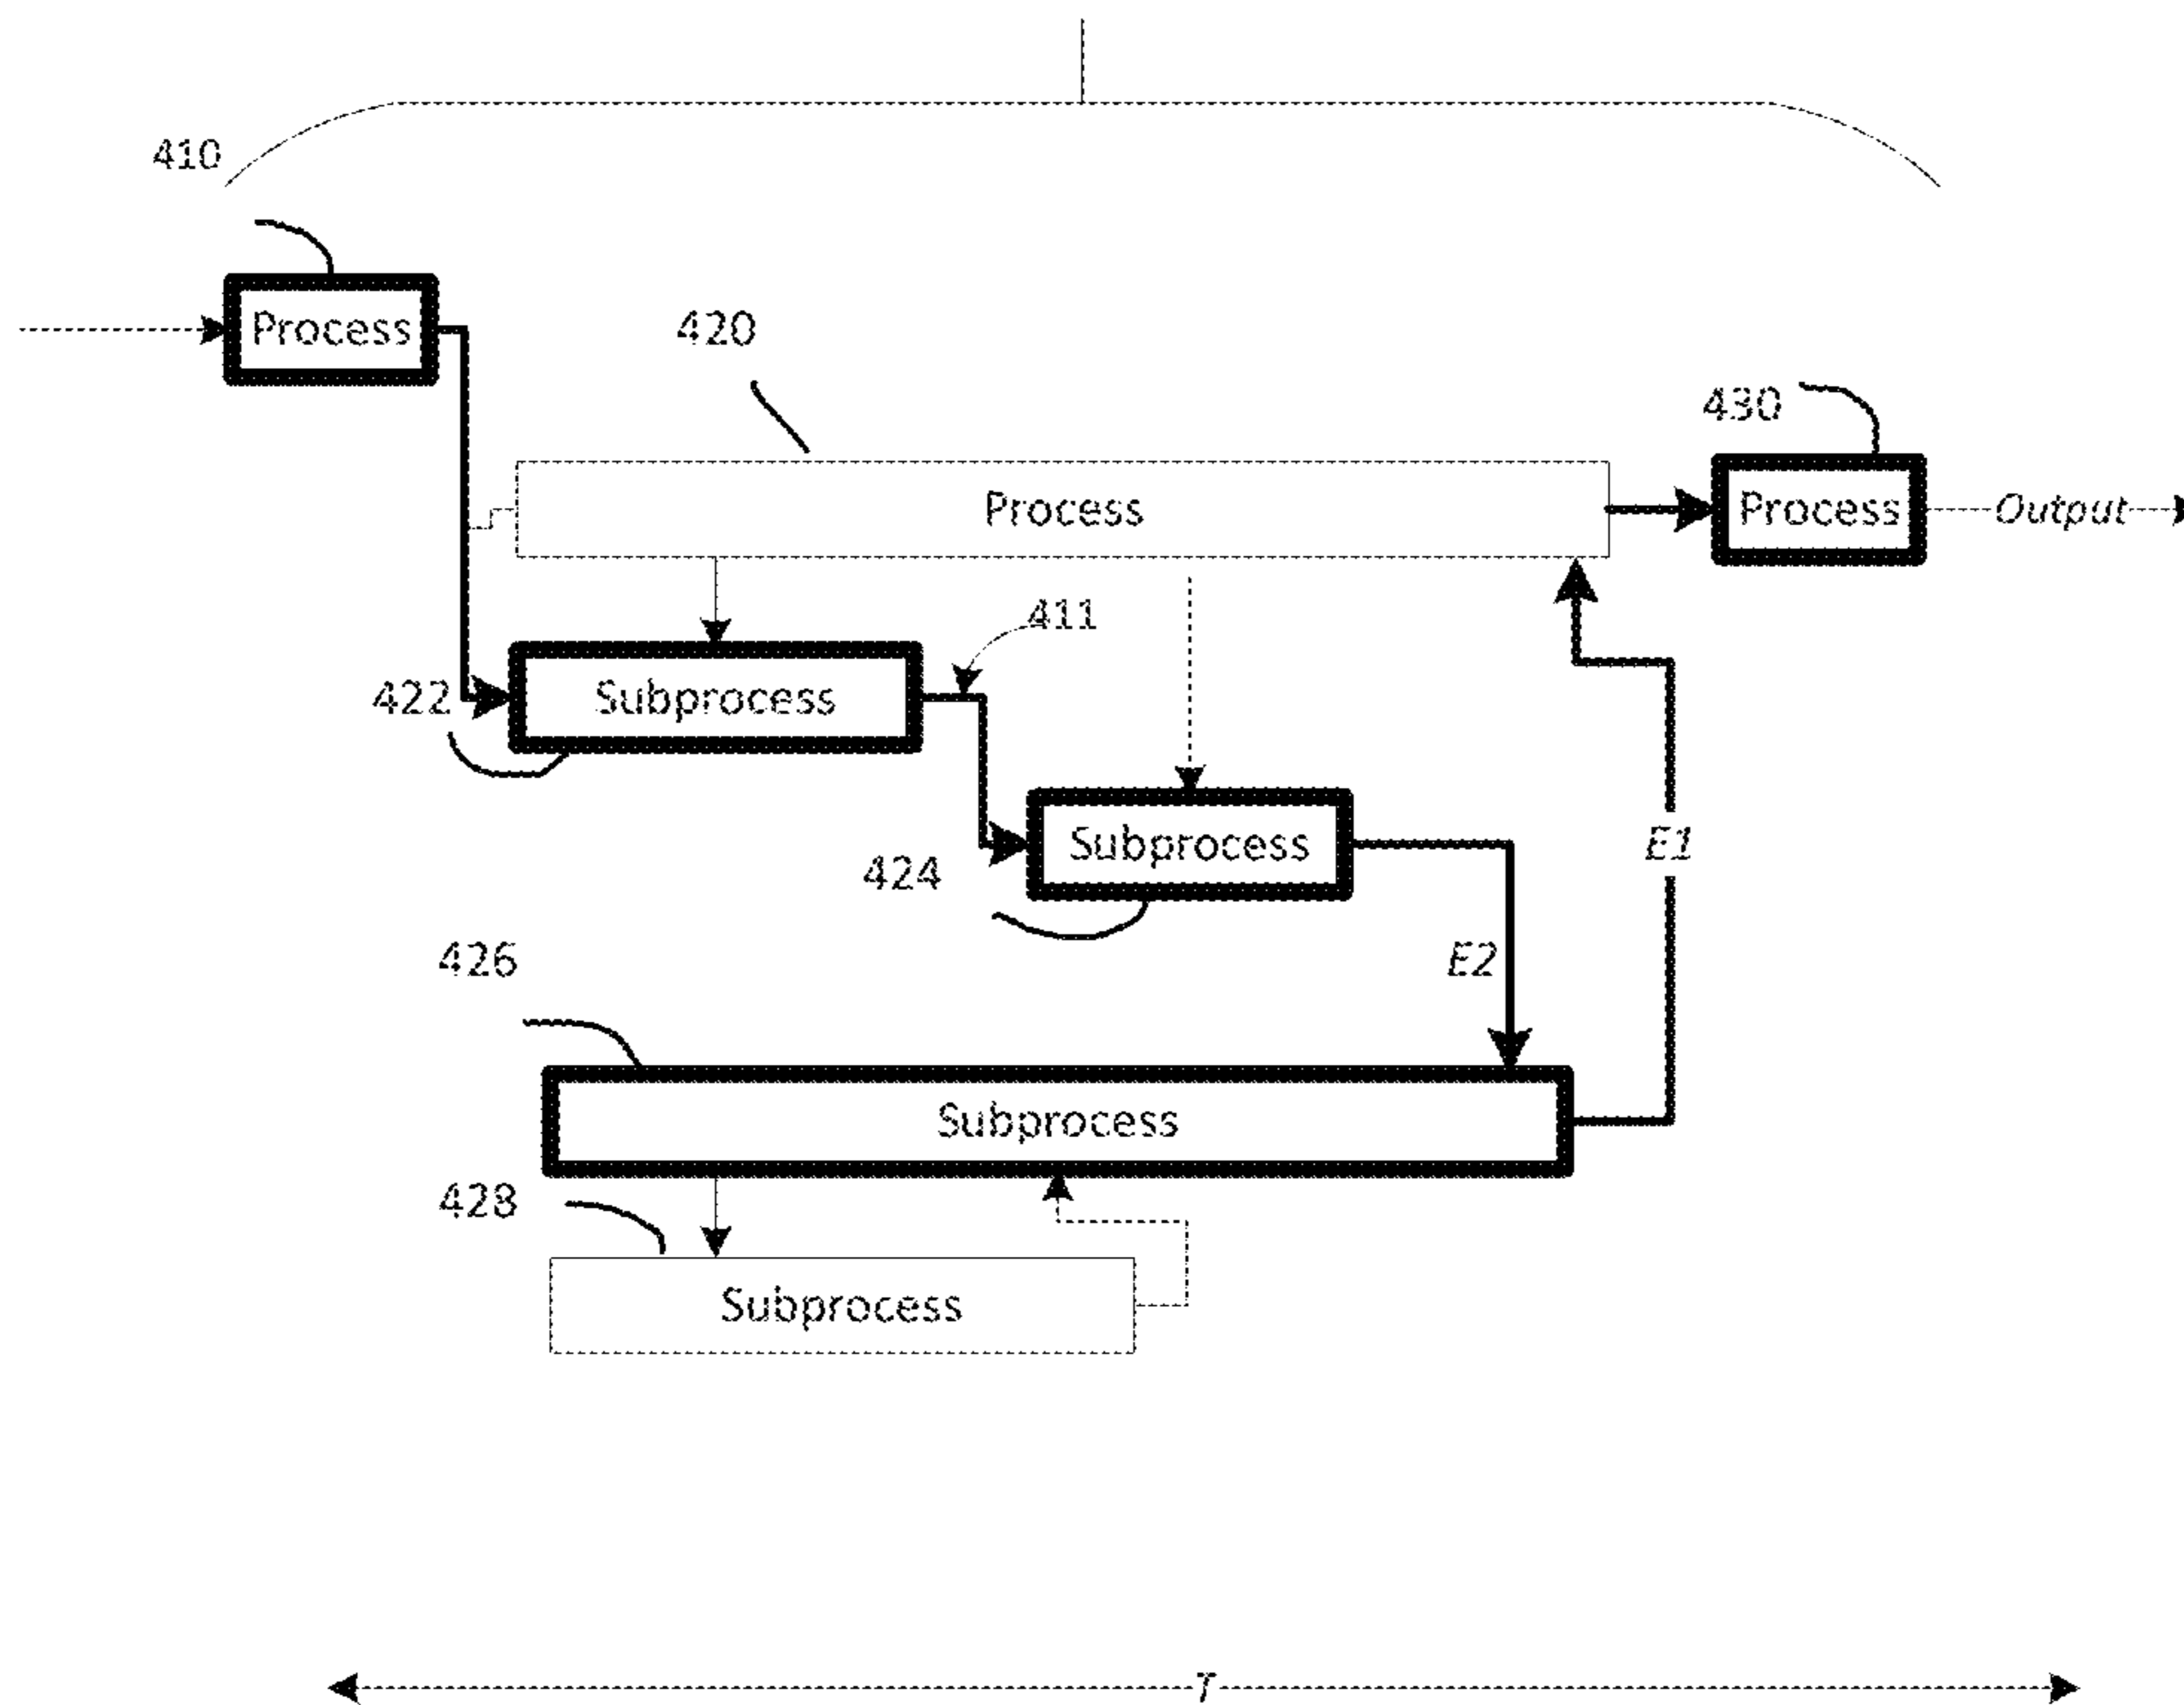 410
Process
420
430
Process
Process
Output
411
422
Subprocess
424
Subprocess
E1
426
E2
Subprocess
428
Subprocess
T